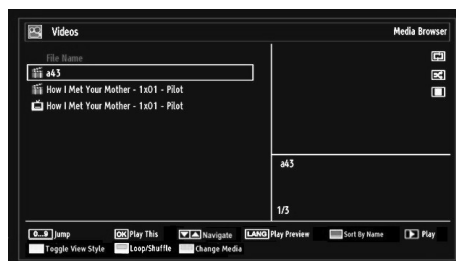 Videos Media Browser
File Name
a43
How I Met Your Mother - 1x01 - Pilot
How I Met Your Mother - 1x01 - Pilot
a43
1/3
0...9 Jump OK Play This Navigate LANG Play Preview Sort By Name Play
Toggle View Style Loop/Shuffle Change Media